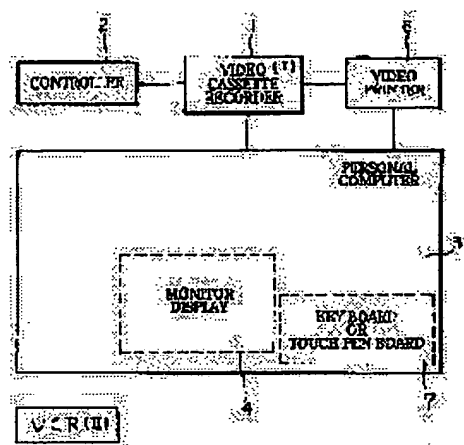 2 1 6
CONTROLLER
VIDEO (I)
CASSETTE
RECORDER
VIDEO
PRINTER
PERSONAL
COMPUTER
3
MONITOR
DISPLAY
KEY BOARD
OR
TOUCH PEN BOARD
4 7
VCR (II)